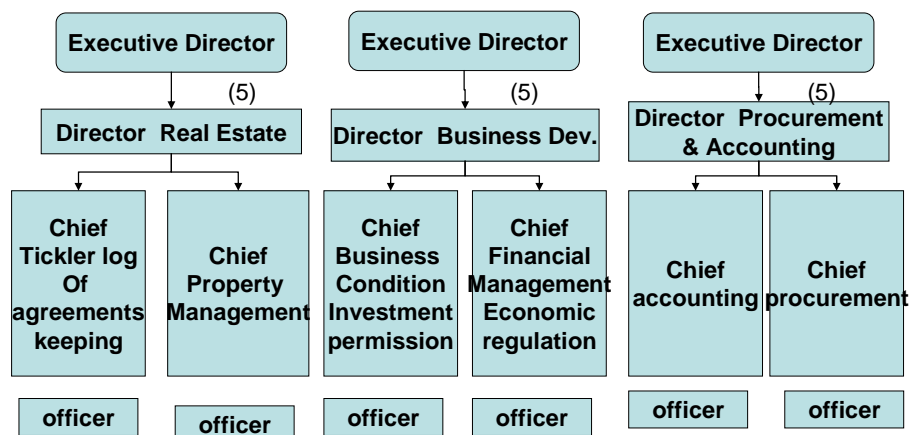 Executive Director
(5)
Director Real Estate
Chief
Tickler log
Of
agreements
keeping
Chief
Property
Management
officer
officer
Executive Director
(5)
Director Business Dev.
Chief
Business
Condition
Investment
permission
Chief
Financial
Management
Economic
regulation
officer
officer
Executive Director
(5)
Director Procurement
& Accounting
Chief
accounting
Chief
procurement
officer
officer